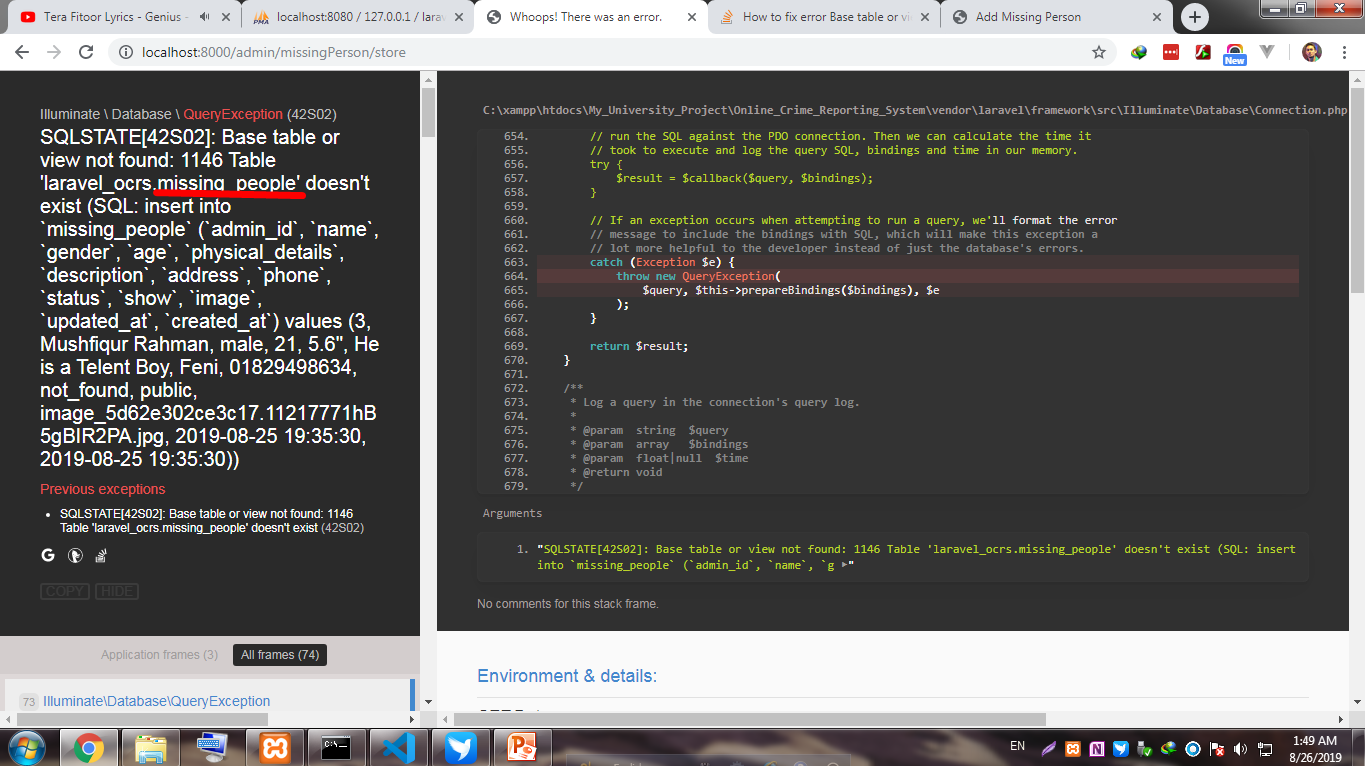 Tera Fitoor Lyrics - Genius -
localhost:8080 / 127.0.0.1 / larav
Whoops! There was an error.
How to fix error Base table or vi
Add Missing Person
localhost:8000/admin/missingPerson/store
New
Illuminate \ Database \ QueryException (42S02)
SQLSTATE[42S02]: Base table or
view not found: 1146 Table
'laravel_ocrs.missing_people' doesn't
exist (SQL: insert into
`missing_people` (`admin_id`, `name`,
`gender`, `age`, `physical_details`,
`description`, `address`, `phone`,
`status`, `show`, `image`,
`updated_at`, `created_at`) values (3,
Mushfiqur Rahman, male, 21, 5.6", He
is a Telent Boy, Feni, 01829498634,
not_found, public,
image_5d62e302ce3c17.11217771hB
5gBIR2PA.jpg, 2019-08-25 19:35:30,
2019-08-25 19:35:30))
Previous exceptions
• SQLSTATE[42S02]: Base table or view not found: 1146
Table 'laravel_ocrs.missing_people' doesn't exist (42S02)
COPY HIDE
Application frames (3) All frames (74)
73 Illuminate\Database\QueryException
C:\xampp\htdocs\My_University_Project\Online_Crime_Reporting_System\vendor\laravel\framework\src\Illuminate\Database\Connection.php
654. // run the SQL against the PDO connection. Then we can calculate the time it
655. // took to execute and log the query SQL, bindings and time in our memory.
656. try {
657. $result = $callback($query, $bindings);
658. }
659.
660. // If an exception occurs when attempting to run a query, we'll format the error
661. // message to include the bindings with SQL, which will make this exception a
662. // lot more helpful to the developer instead of just the database's errors.
663. catch (Exception $e) {
664. throw new QueryException(
665. $query, $this->prepareBindings($bindings), $e
666. );
667. }
668.
669. return $result;
670. }
671.
672. /**
673. * Log a query in the connection's query log.
674. *
675. * @param string $query
676. * @param array $bindings
677. * @param float|null $time
678. * @return void
679. */
Arguments
1. "SQLSTATE[42S02]: Base table or view not found: 1146 Table 'laravel_ocrs.missing_people' doesn't exist (SQL: insert
into `missing_people` (`admin_id`, `name`, `g ▸"
No comments for this stack frame.
Environment & details:
EN
1:49 AM
8/26/2019